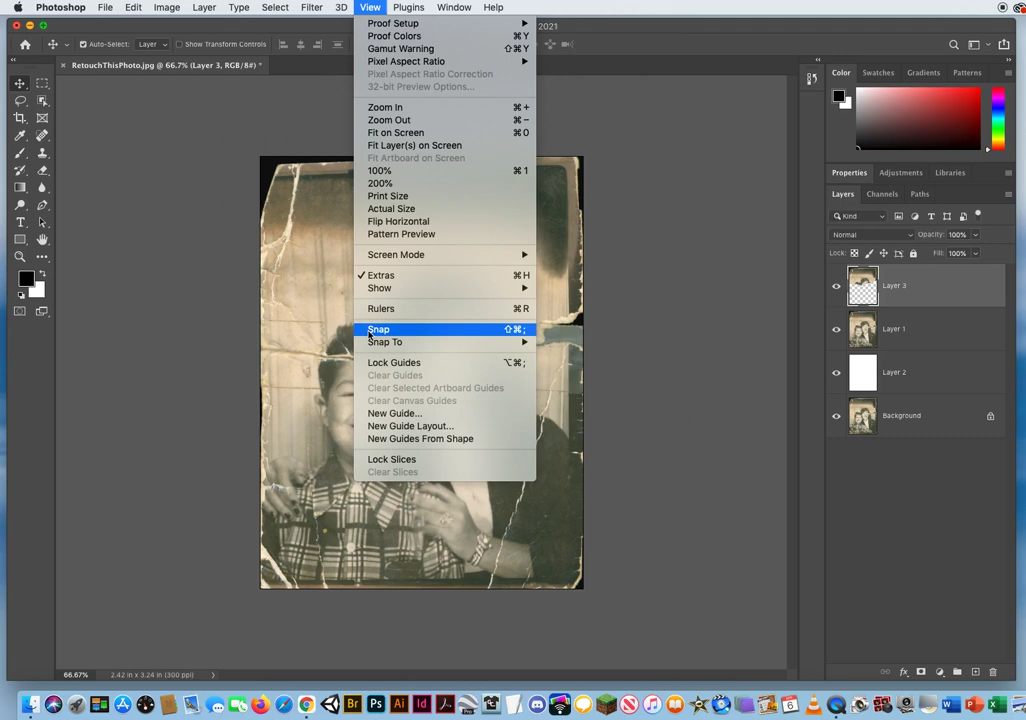 Photoshop File Edit Image Layer Type Select Filter 3D View Plugins Window Help
2021
Auto-Select: Layer Show Transform Controls
RetouchThisPhoto.jpg @ 66.7% (Layer 3, RGB/8#) *
Proof Setup
Proof Colors ⌘Y
Gamut Warning ⇧⌘Y
Pixel Aspect Ratio
Pixel Aspect Ratio Correction
32-bit Preview Options...
Zoom In ⌘+
Zoom Out ⌘−
Fit on Screen ⌘0
Fit Layer(s) on Screen
Fit Artboard on Screen
100% ⌘1
200%
Print Size
Actual Size
Flip Horizontal
Pattern Preview
Screen Mode
Extras ⌘H
Show
Rulers ⌘R
Snap ⇧⌘;
Snap To
Lock Guides ⌥⌘;
Clear Guides
Clear Selected Artboard Guides
Clear Canvas Guides
New Guide...
New Guide Layout...
New Guides From Shape
Lock Slices
Clear Slices
Color Swatches Gradients Patterns
Properties Adjustments Libraries
Layers Channels Paths
Kind
Normal Opacity: 100%
Lock: Fill: 100%
Layer 3
Layer 1
Layer 2
Background
66.67% 2.42 in x 3.24 in (300 ppi)
Br Ps Ai Id